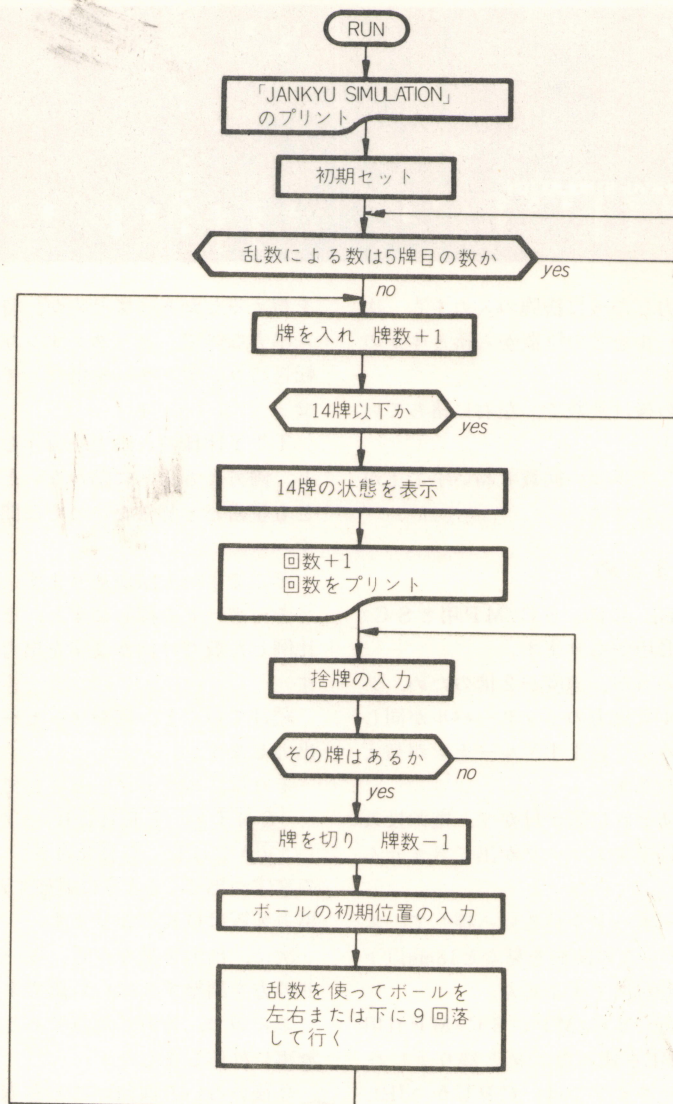 RUN
「JANKYU SIMULATION」
のプリント
初期セット
乱数による数は5牌目の数か
yes
no
牌を入れ 牌数+1
14牌以下か
yes
14牌の状態を表示
回数+1
回数をプリント
捨牌の入力
その牌はあるか
no
yes
牌を切り 牌数−1
ボールの初期位置の入力
乱数を使ってボールを
左右または下に9回落
して行く